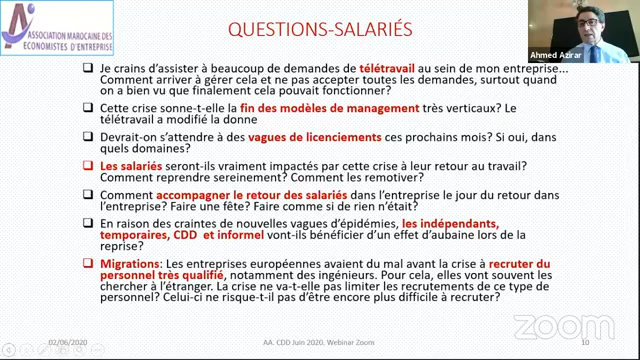 ASSOCIATION MAROCAINE DES
ECONOMISTES D'ENTREPRISE
QUESTIONS-SALARIÉS
Ahmed Azirar
Je crains d'assister à beaucoup de demandes de télétravail au sein de mon entreprise...
Comment arriver à gérer cela et ne pas accepter toutes les demandes, surtout quand
on a bien vu que finalement cela pouvait fonctionner?
Cette crise sonne-t-elle la fin des modèles de management très verticaux? Le
télétravail a modifié la donne
Devrait-on s'attendre à des vagues de licenciements ces prochains mois? Si oui, dans
quels domaines?
Les salariés seront-ils vraiment impactés par cette crise à leur retour au travail?
Comment reprendre sereinement? Comment les remotiver?
Comment accompagner le retour des salariés dans l'entreprise le jour du retour dans
l'entreprise? Faire une fête? Faire comme si de rien n'était?
En raison des craintes de nouvelles vagues d'épidémies, les indépendants,
temporaires, CDD et informel vont-ils bénéficier d'un effet d'aubaine lors de la
reprise?
Migrations: Les entreprises européennes avaient du mal avant la crise à recruter du
personnel très qualifié, notamment des ingénieurs. Pour cela, elles vont souvent les
chercher à l'étranger. La crise ne va-t-elle pas limiter les recrutements de ce type de
personnel? Celui-ci ne risque-t-il pas d'être encore plus difficile à recruter?
02/06/2020
AA. CDD Juin 2020. Webinar Zoom
10
zoom